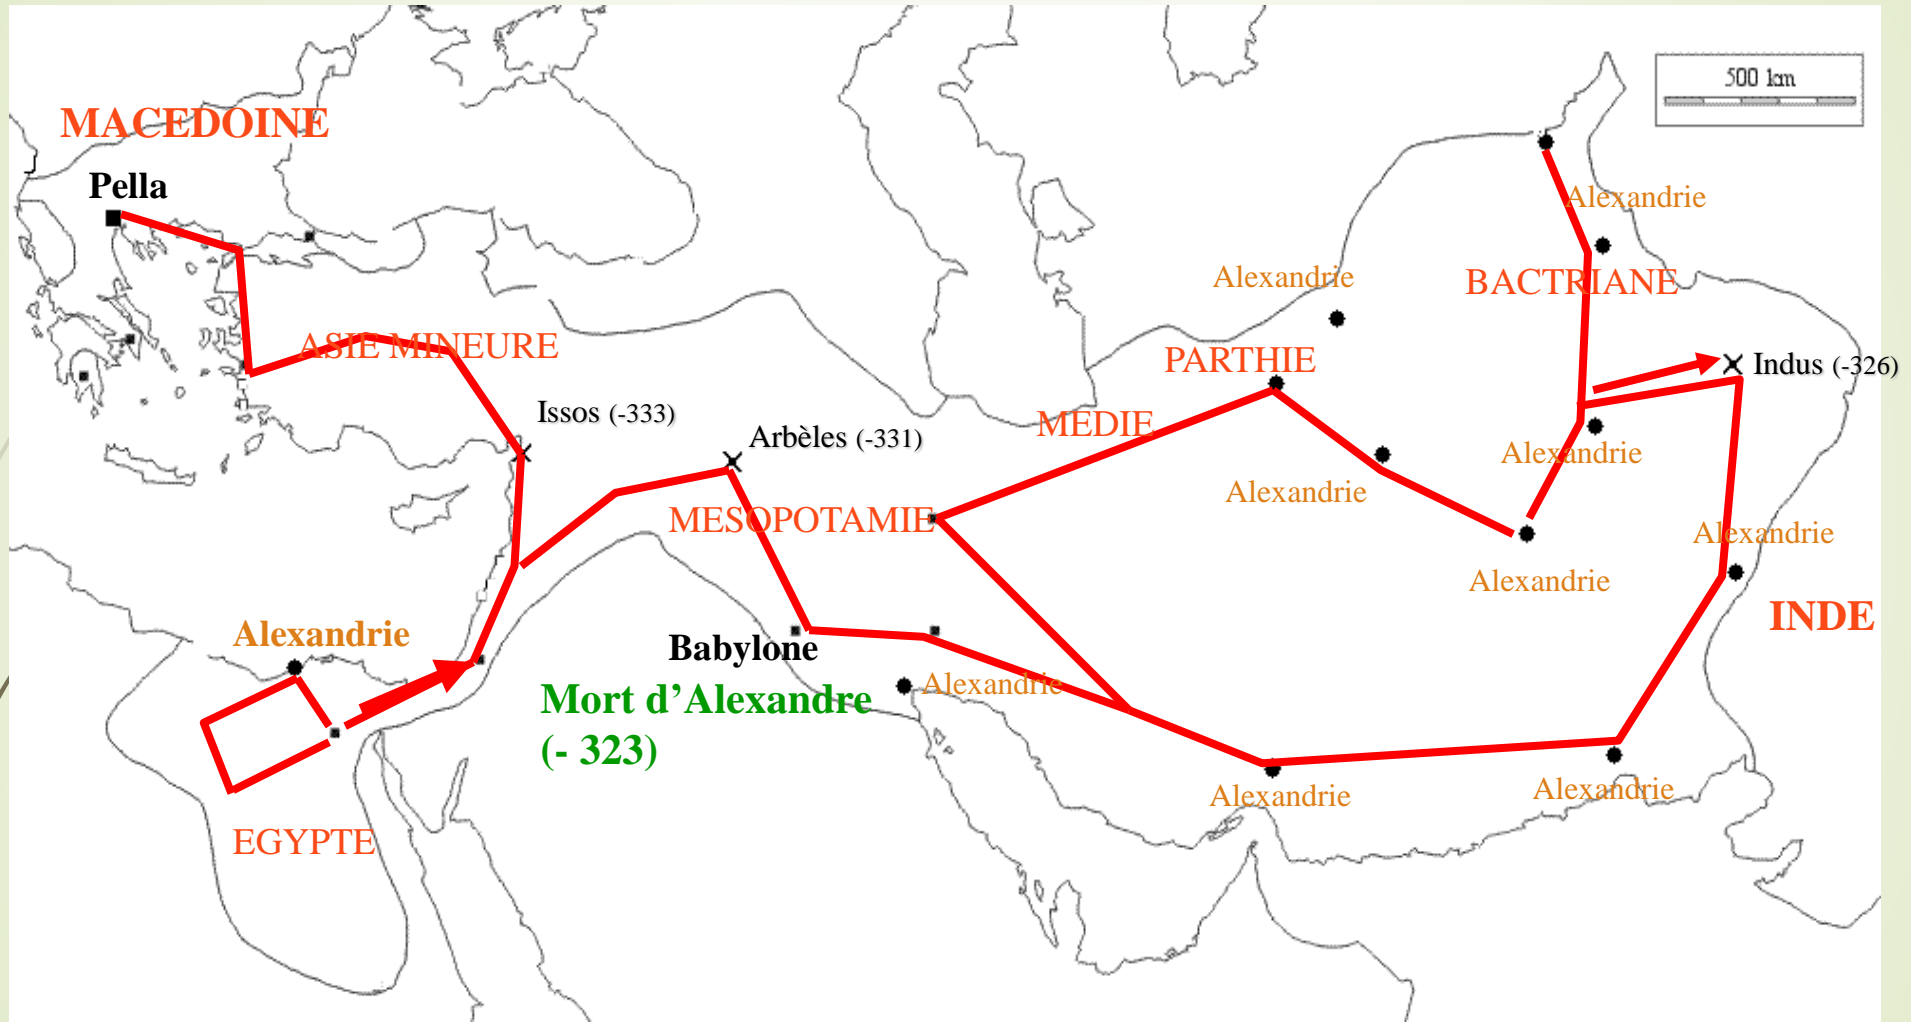 500 km
MACEDOINE
Pella
Alexandrie
Alexandrie
BACTRIANE
ASIE MINEURE
PARTHIE
Indus (-326)
Issos (-333)
Arbèles (-331)
MEDIE
Alexandrie
Alexandrie
MESOPOTAMIE
Alexandrie
Alexandrie
INDE
Alexandrie
Babylone
Alexandrie
Mort d’Alexandre
(- 323)
Alexandrie
Alexandrie
EGYPTE